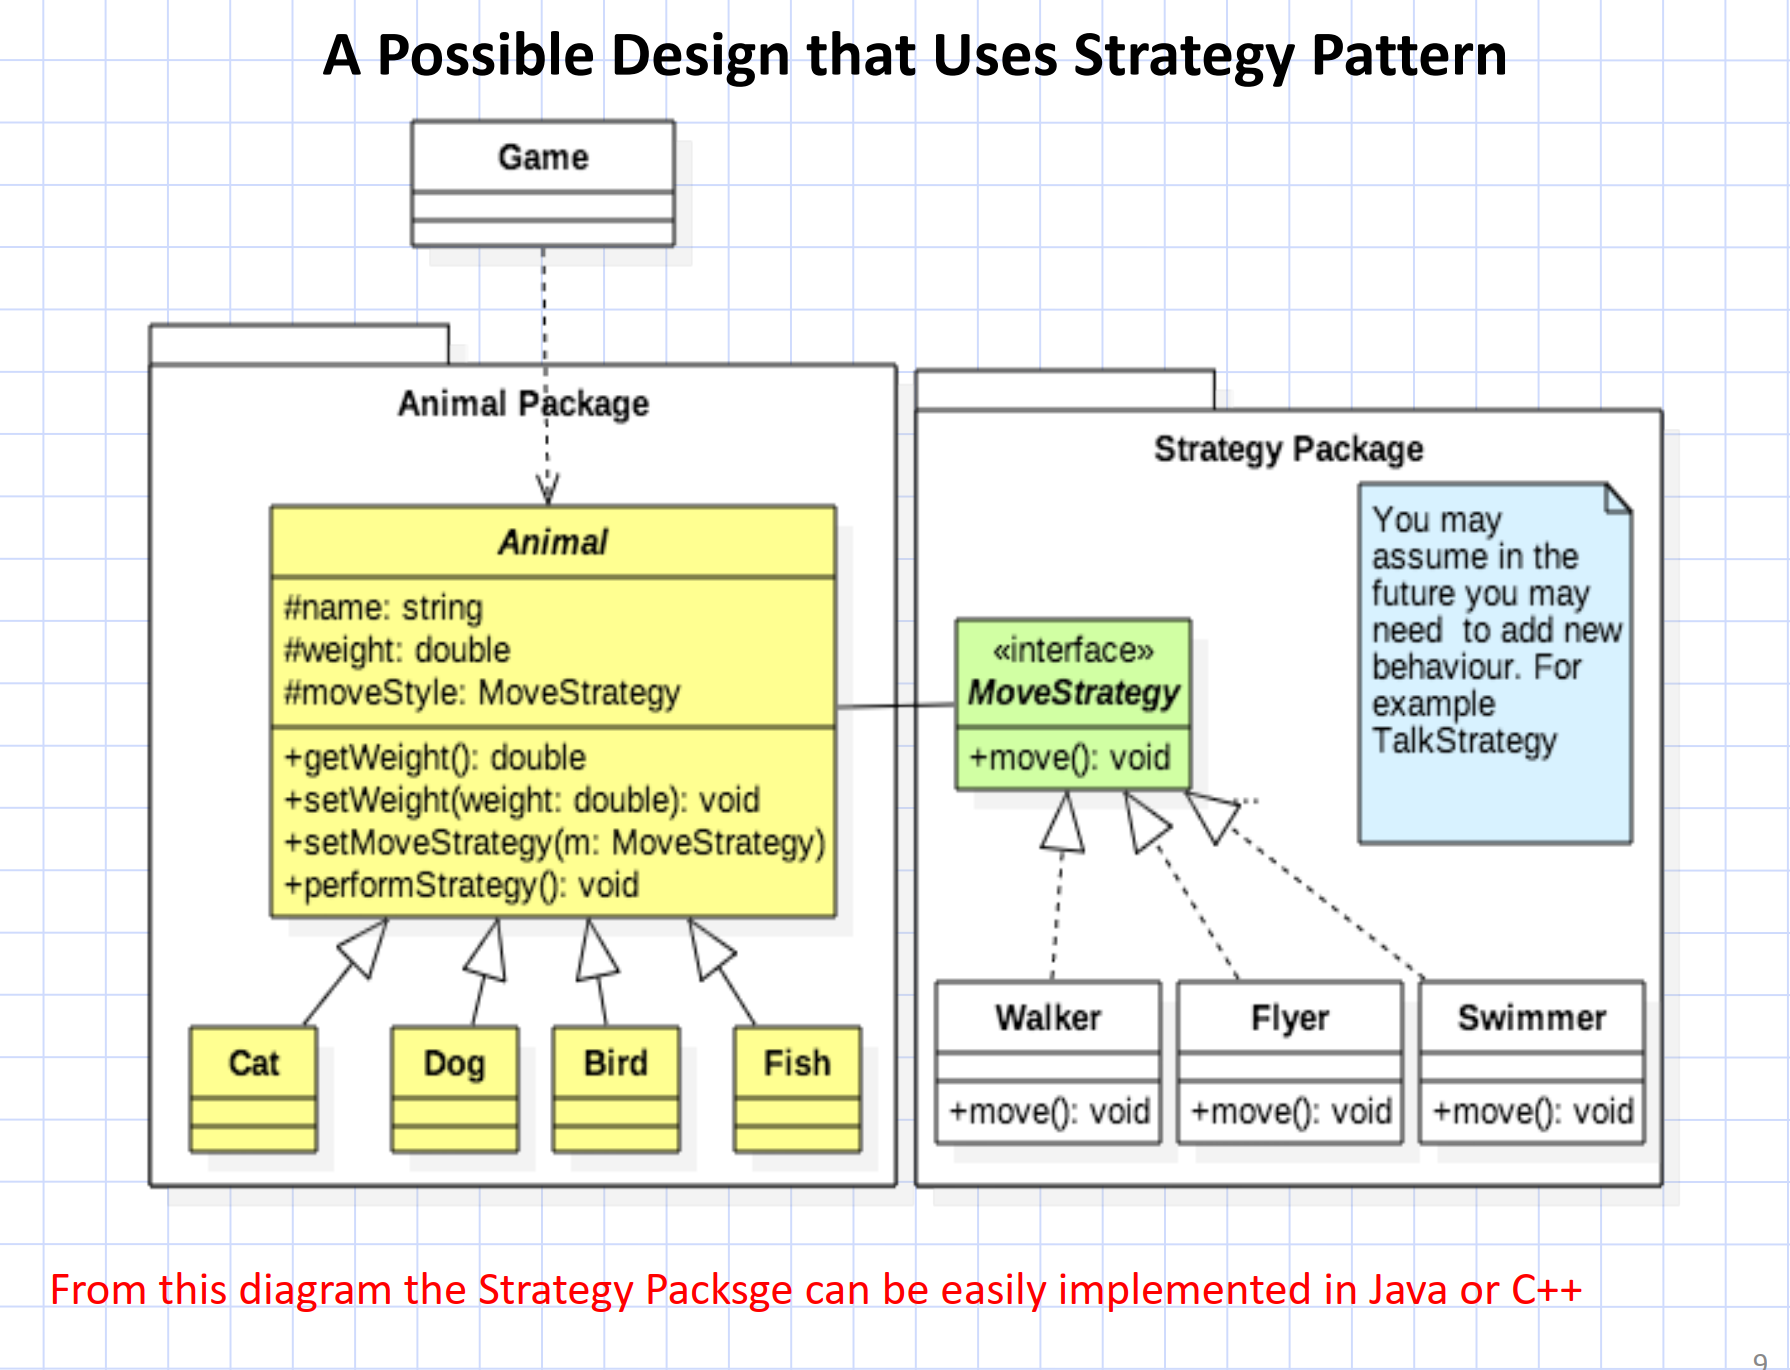 A Possible Design that Uses Strategy Pattern
Game
Animal Package
Animal
#name: string
#weight: double
#moveStyle: MoveStrategy
+getWeight(): double
+setWeight(weight: double): void
+setMoveStrategy(m: MoveStrategy)
+performStrategy(): void
Cat
Dog
Bird
Fish
Strategy Package
You may
assume in the
future you may
need  to add new
behaviour. For
example
TalkStrategy
«interface»
MoveStrategy
+move(): void
...
Walker
+move(): void
Flyer
+move(): void
Swimmer
+move(): void
From this diagram the Strategy Packsge can be easily implemented in Java or C++
9